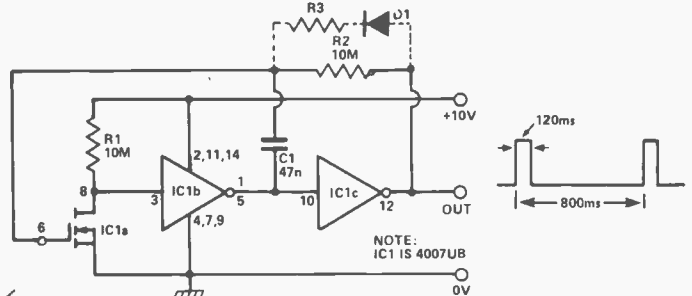 R3
D1
R2
10M
+10V
120ms
R1
10M
2,11,14
C1
47n
1
5
8
3
IC1b
10
IC1c
12
OUT
800ms
6
IC1a
4,7,9
NOTE:
IC1 IS 4007UB
0V